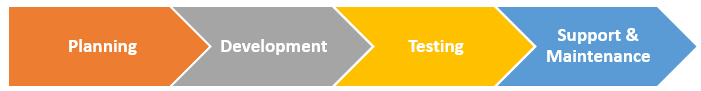 Planning
Development
Testing
Support &
Maintenance